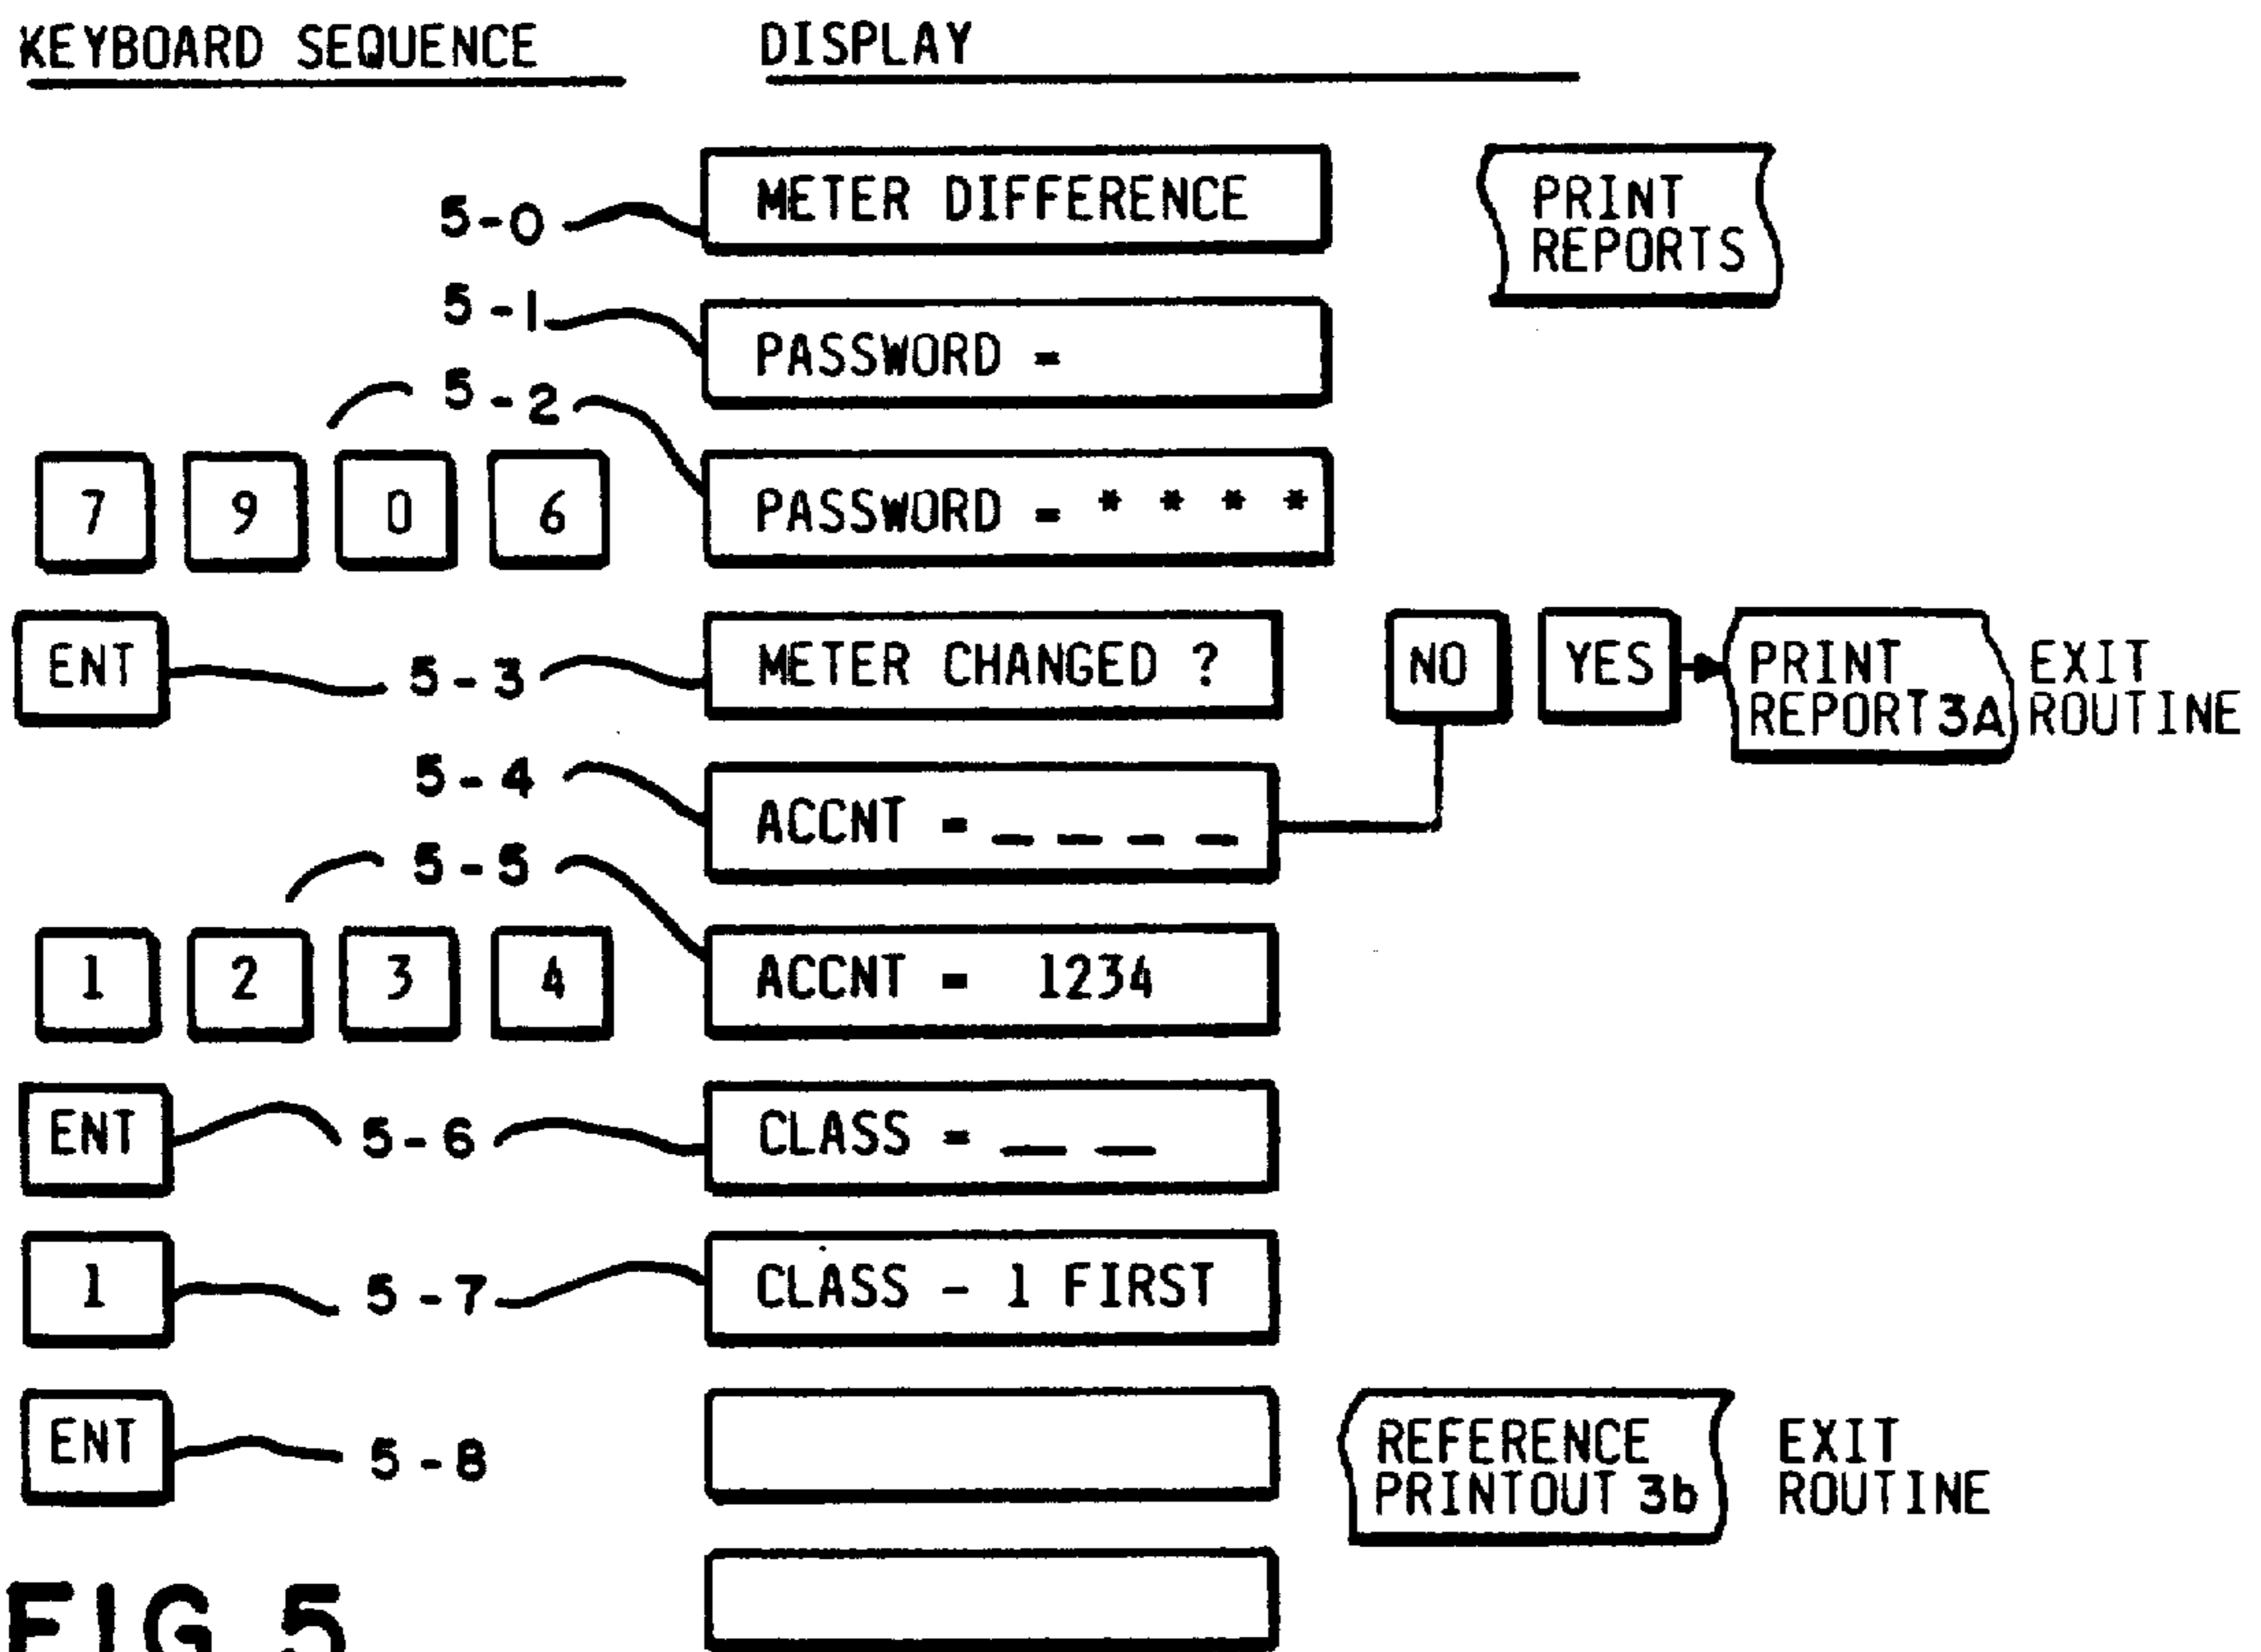 KEYBOARD SEQUENCE DISPLAY
5-0 METER DIFFERENCE
PRINT
REPORTS
5-1 PASSWORD =
5-2
7 9 0 6 PASSWORD = * * * *
ENT 5-3 METER CHANGED ? NO YES
PRINT
REPORT 3A
EXIT
ROUTINE
5-4 ACCNT = _ _ _ _
5-5
1 2 3 4 ACCNT = 1234
ENT 5-6 CLASS = _ _
1 5-7 CLASS - 1 FIRST
ENT 5-8
REFERENCE
PRINTOUT 3b
EXIT
ROUTINE
FIG 5